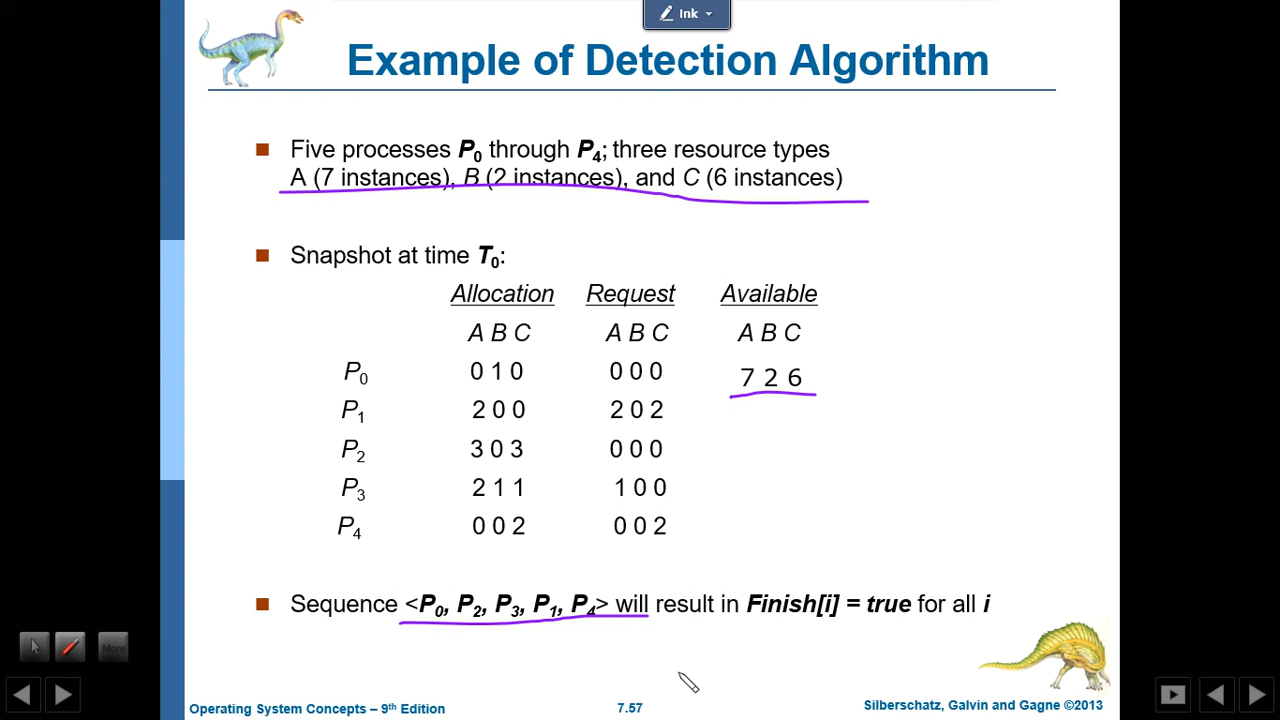 Ink
Example of Detection Algorithm
Five processes P0 through P4; three resource types
A (7 instances), B (2 instances), and C (6 instances)
Snapshot at time T0:
Allocation Request Available
A B C A B C A B C
P0 0 1 0 0 0 0 7 2 6
P1 2 0 0 2 0 2
P2 3 0 3 0 0 0
P3 2 1 1 1 0 0
P4 0 0 2 0 0 2
Sequence <P0, P2, P3, P1, P4> will result in Finish[i] = true for all i
More
Operating System Concepts – 9th Edition 7.57 Silberschatz, Galvin and Gagne ©2013